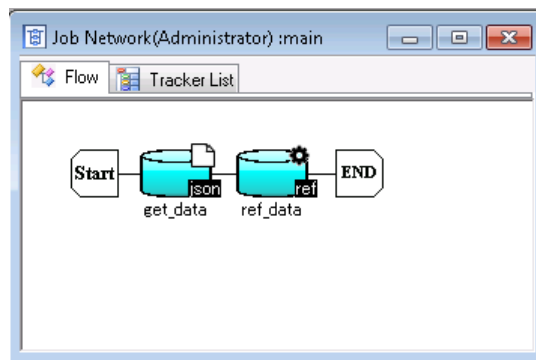 Job Network(Administrator) :main
Flow
Tracker List
Start
json
ref
END
get_data
ref_data